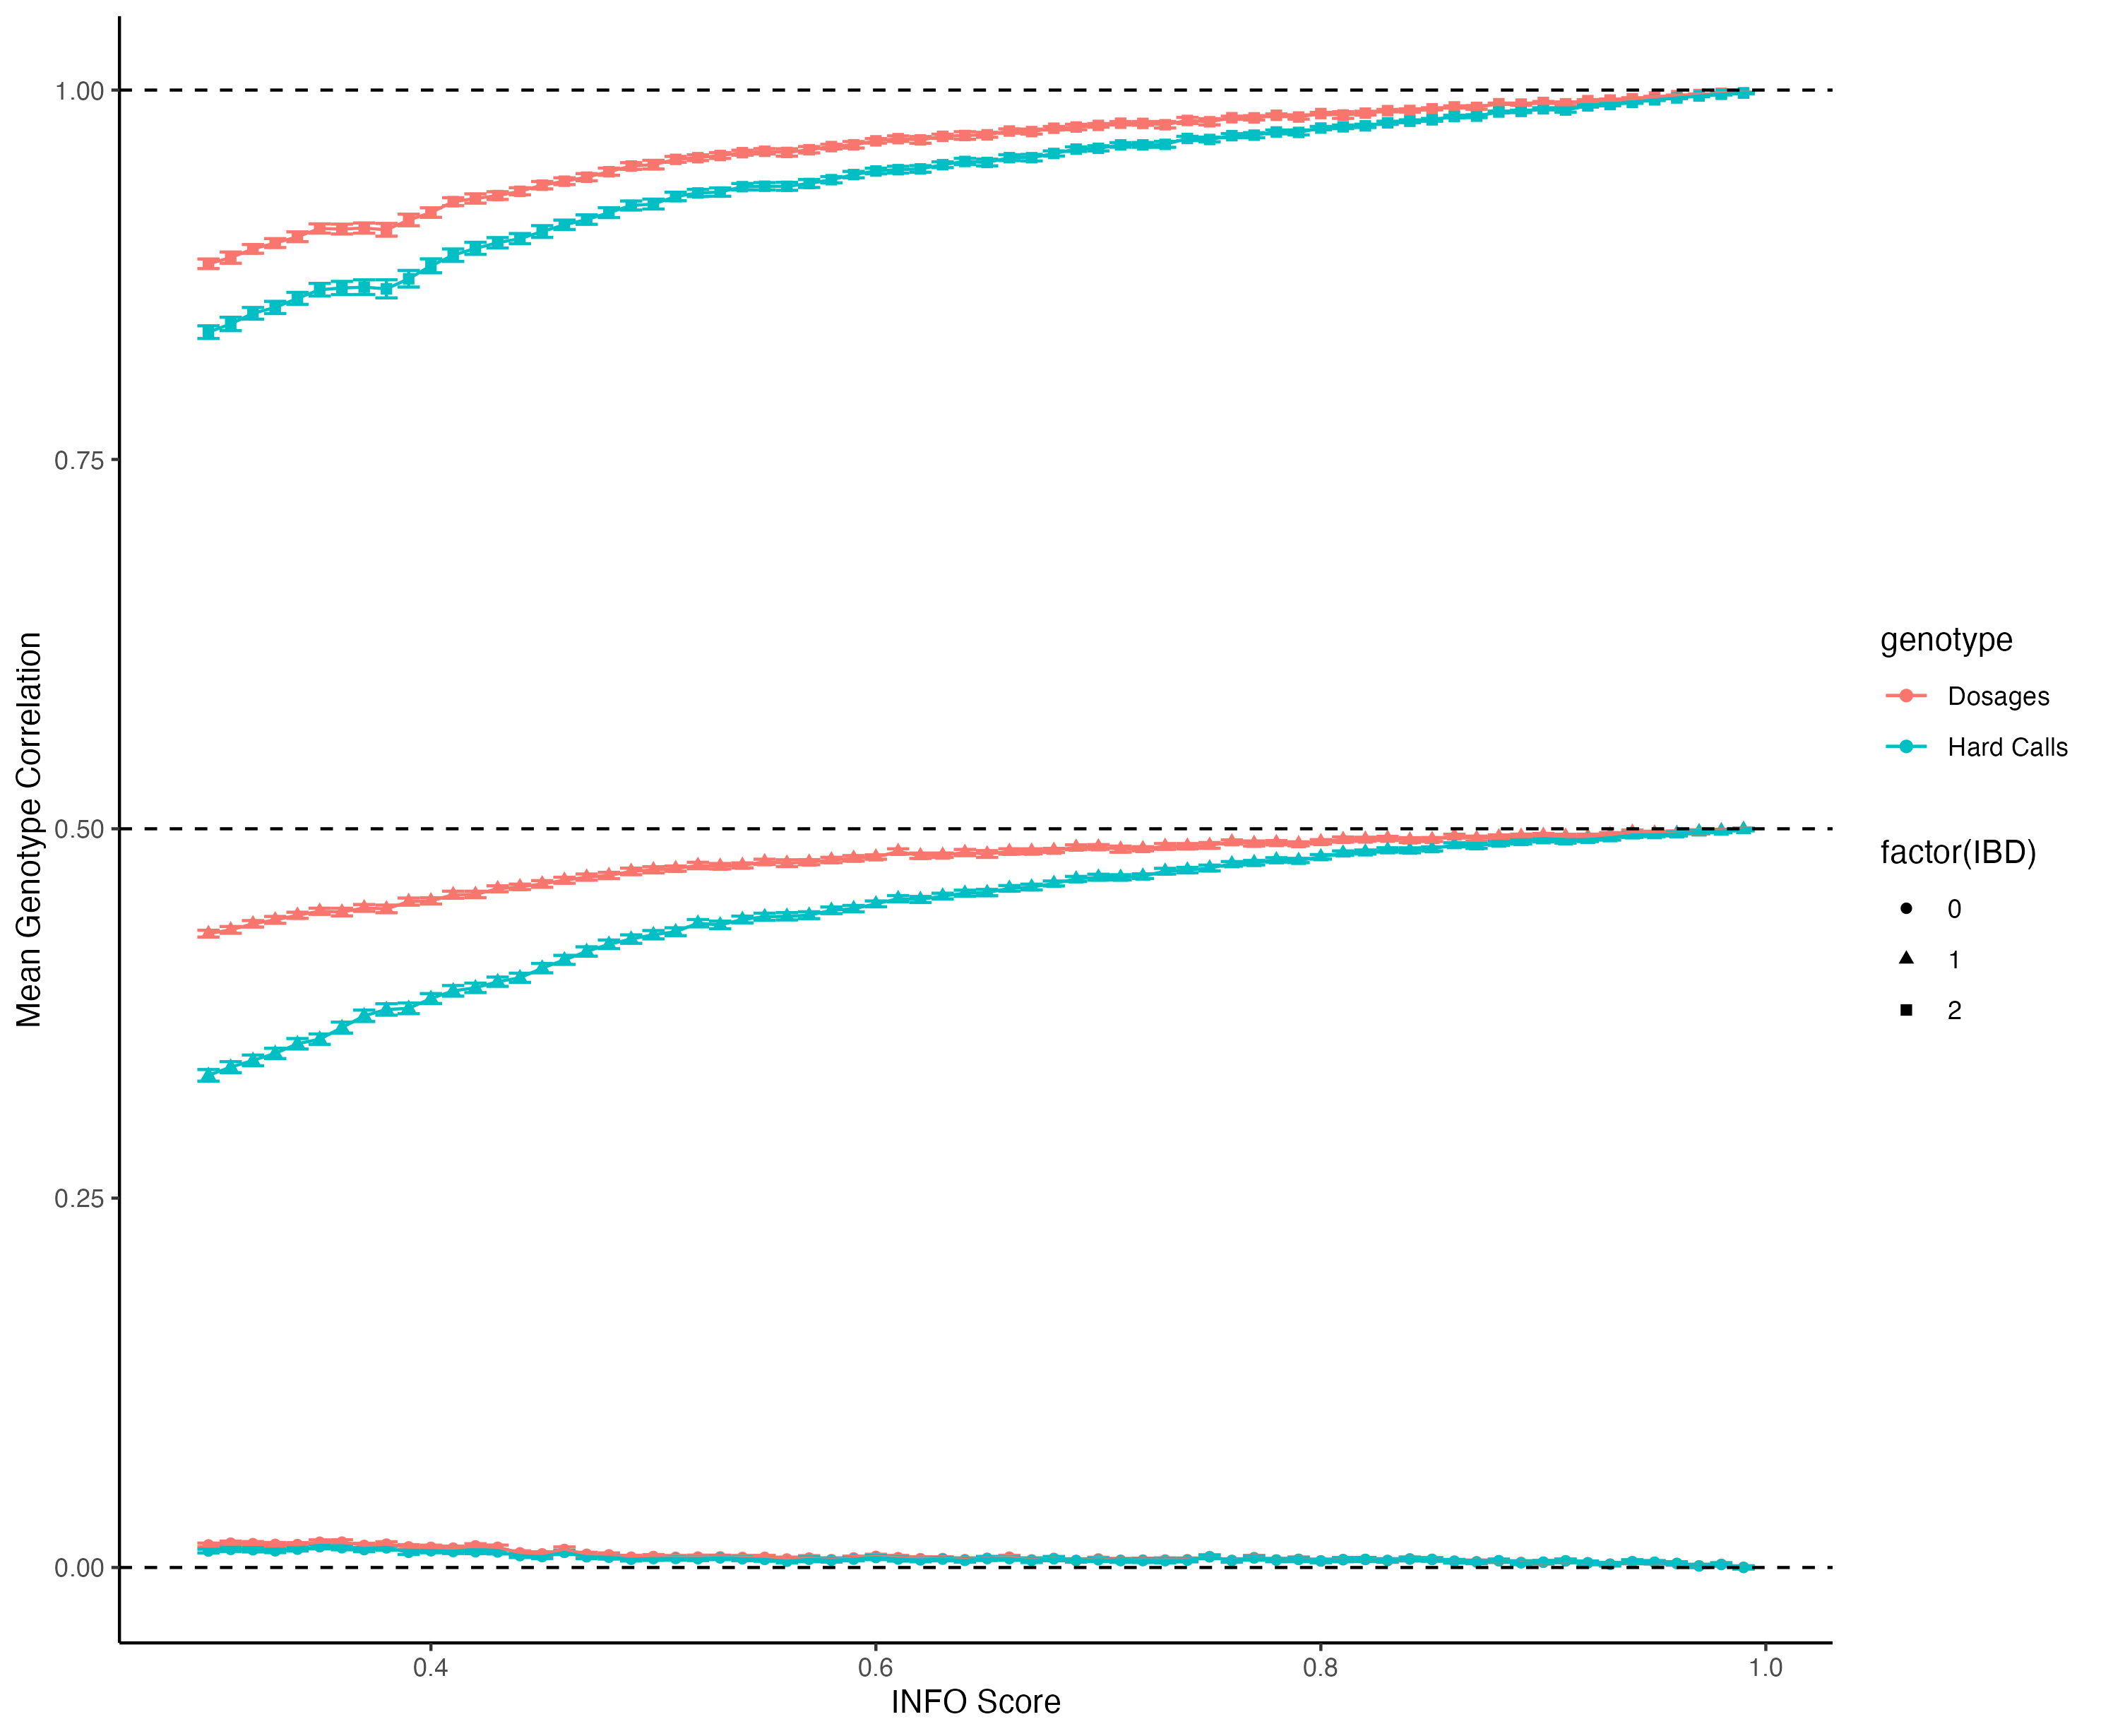 1.00
0.75
0.50
0.25
0.00
Mean Genotype Correlation
0.4
0.6
0.8
1.0
INFO Score
genotype
Dosages
Hard Calls
factor(IBD)
0
1
2